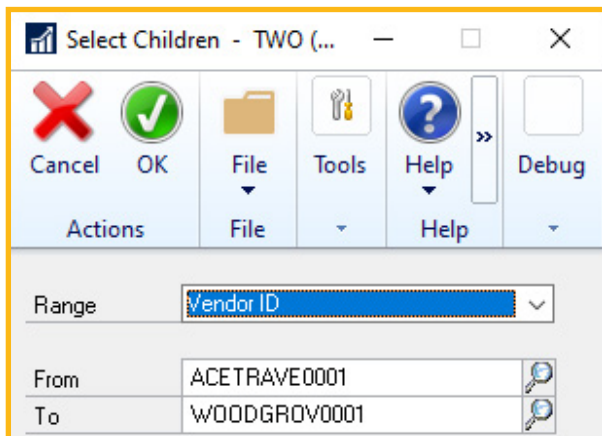 Select Children - TWO (...
Cancel OK File Tools Help » Debug
Actions File Help
Range Vendor ID
From ACETRAVE0001
To WOODGROV0001